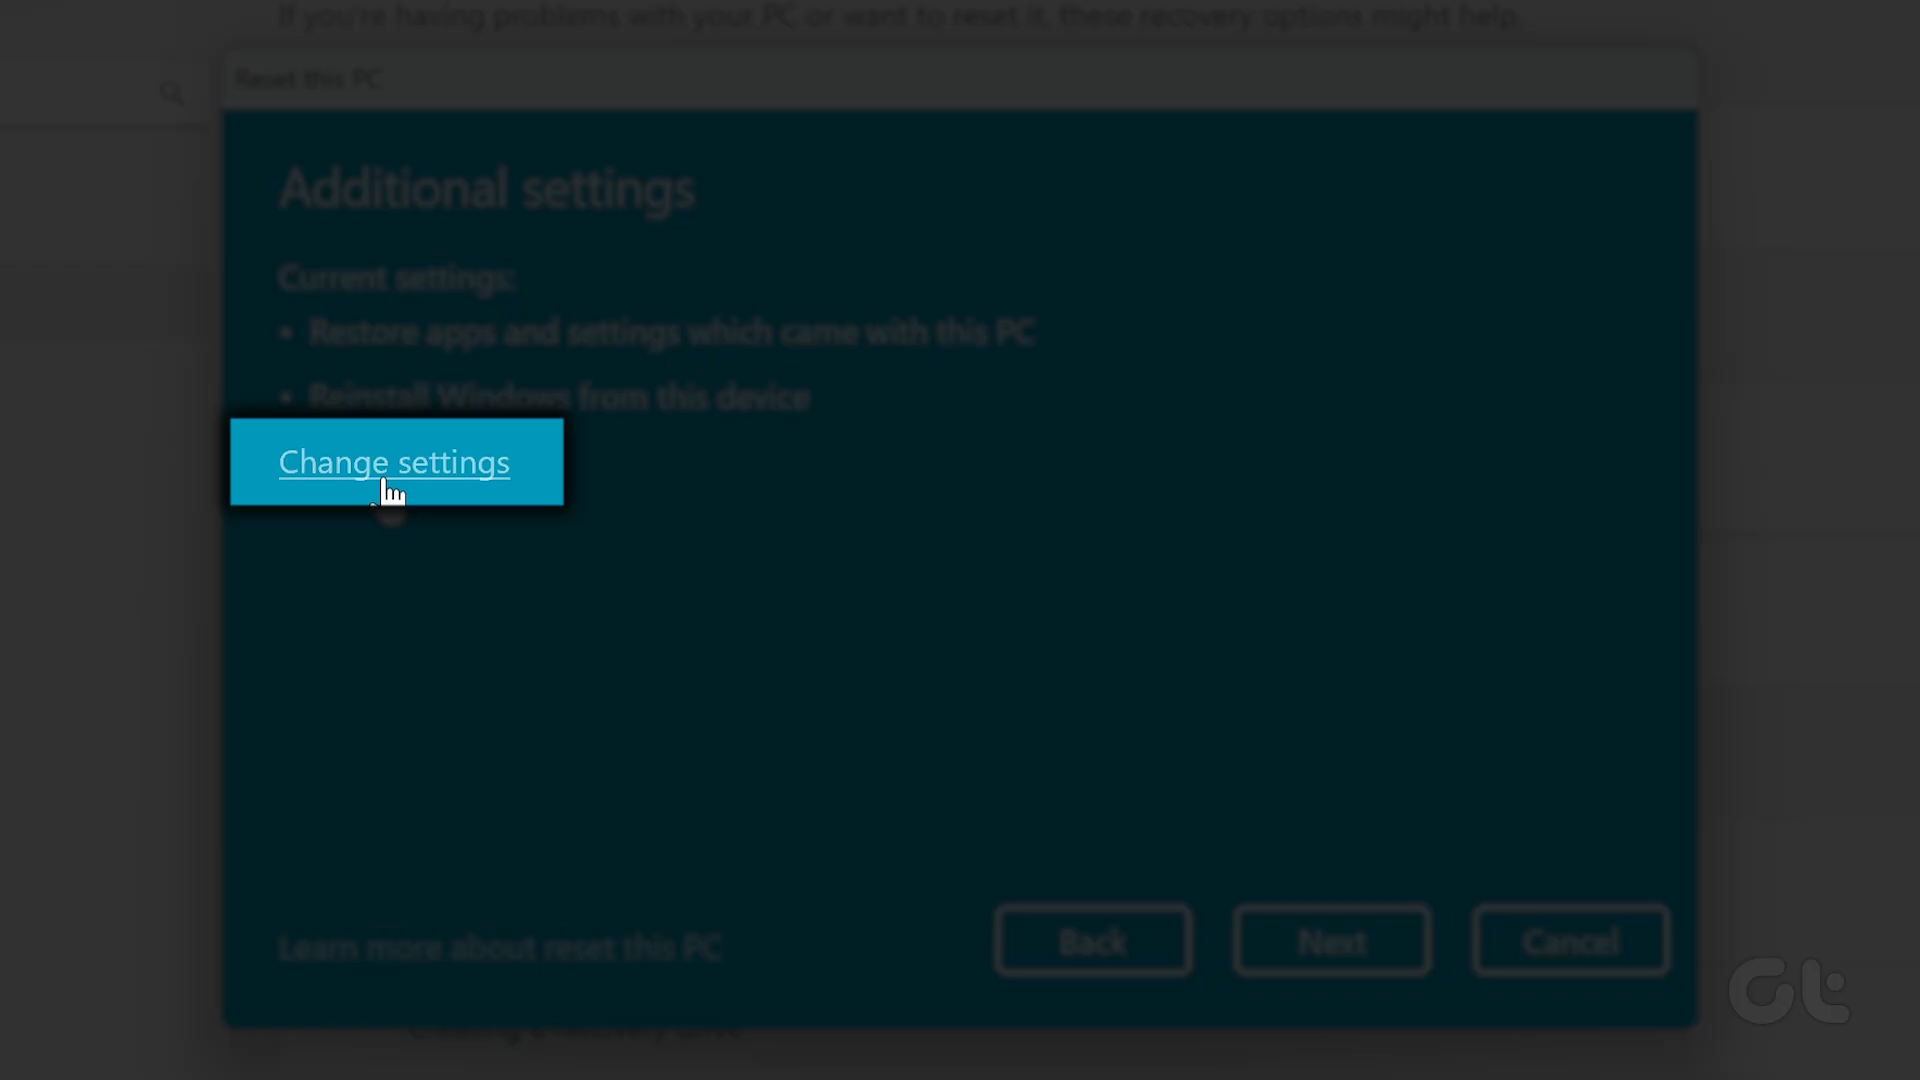 If you're having problems with your PC or want to reset it, these recovery options might help.
Reset this PC
Additional settings
Current settings:
• Restore apps and settings which came with this PC
• Reinstall Windows from this device
Change settings
Learn more about reset this PC
Back
Next
Cancel
Gt